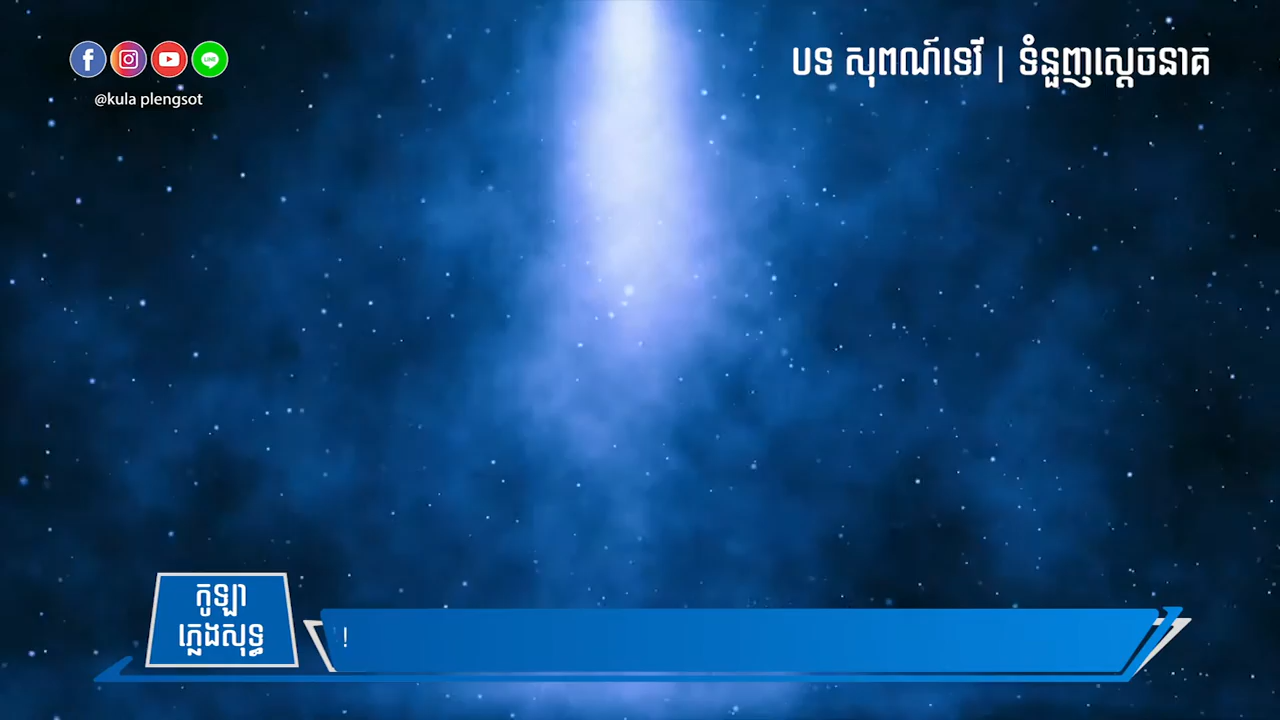 បទ សុពណ៌ទេវី | ទំនួញស្ដេចនាគ
@kula plengsot
កូឡា
ភ្លេងសុទ្ធ
!